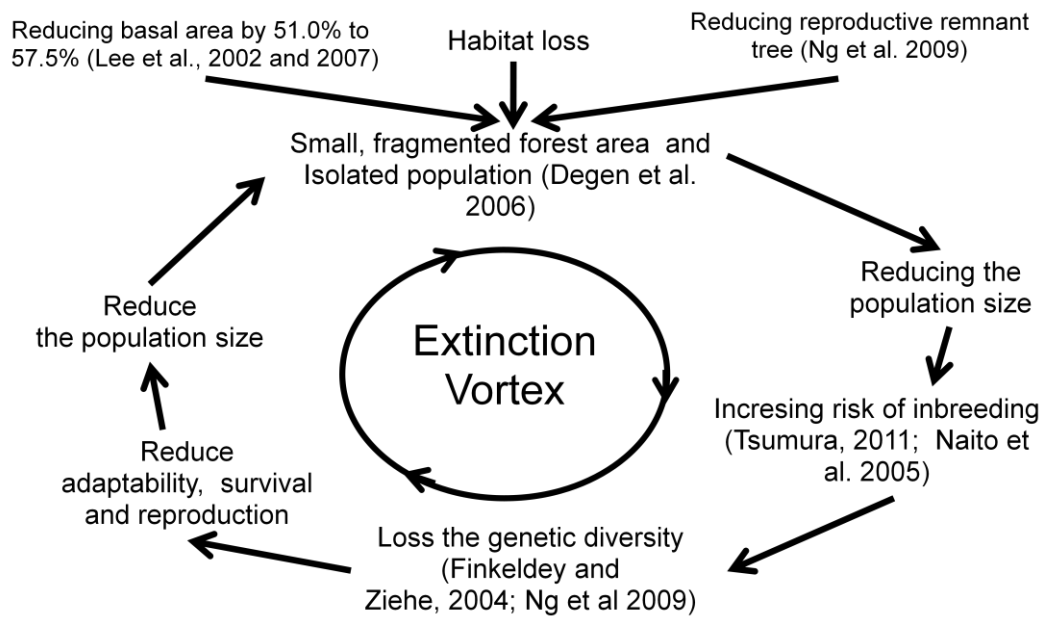 Reducing basal area by 51.0% to
57.5% (Lee et al., 2002 and 2007)
Habitat loss
Reducing reproductive remnant
tree (Ng et al. 2009)
Small, fragmented forest area and
Isolated population (Degen et al.
2006)
Reducing the
population size
Incresing risk of inbreeding
(Tsumura, 2011; Naito et
al. 2005)
Loss the genetic diversity
(Finkeldey and
Ziehe, 2004; Ng et al 2009)
Reduce
adaptability, survival
and reproduction
Reduce
the population size
Extinction
Vortex